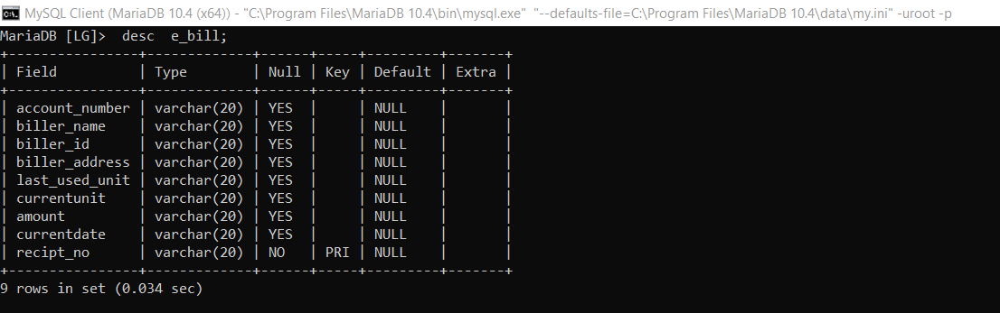 MySQL Client (MariaDB 10.4 (x64)) - "C:\Program Files\MariaDB 10.4\bin\mysql.exe"  "--defaults-file=C:\Program Files\MariaDB 10.4\data\my.ini" -uroot -p
MariaDB [LG]>  desc  e_bill;
+----------------+-------------+------+-----+---------+-------+
| Field          | Type        | Null | Key | Default | Extra |
+----------------+-------------+------+-----+---------+-------+
| account_number | varchar(20) | YES  |     | NULL    |       |
| biller_name    | varchar(20) | YES  |     | NULL    |       |
| biller_id      | varchar(20) | YES  |     | NULL    |       |
| biller_address | varchar(20) | YES  |     | NULL    |       |
| last_used_unit | varchar(20) | YES  |     | NULL    |       |
| currentunit    | varchar(20) | YES  |     | NULL    |       |
| amount         | varchar(20) | YES  |     | NULL    |       |
| currentdate    | varchar(20) | YES  |     | NULL    |       |
| recipt_no      | varchar(20) | NO   | PRI | NULL    |       |
+----------------+-------------+------+-----+---------+-------+
9 rows in set (0.034 sec)